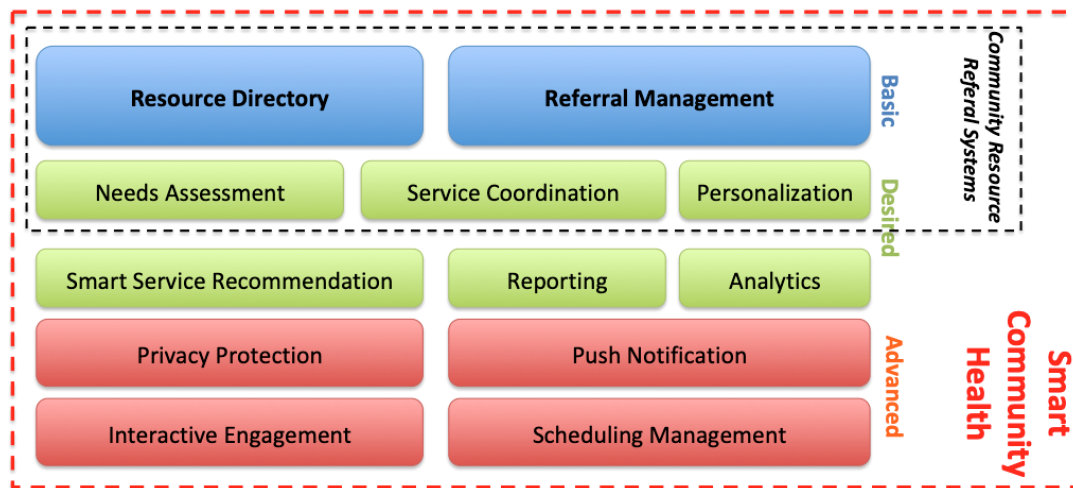 Resource Directory
Referral Management
Basic
Community Resource
Referal Systems
Needs Assessment
Service Coordination
Personalization
Desired
Smart Service Recommendation
Reporting
Analytics
Privacy Protection
Push Notification
Advanced
Interactive Engagement
Scheduling Management
Smart
Community
Health